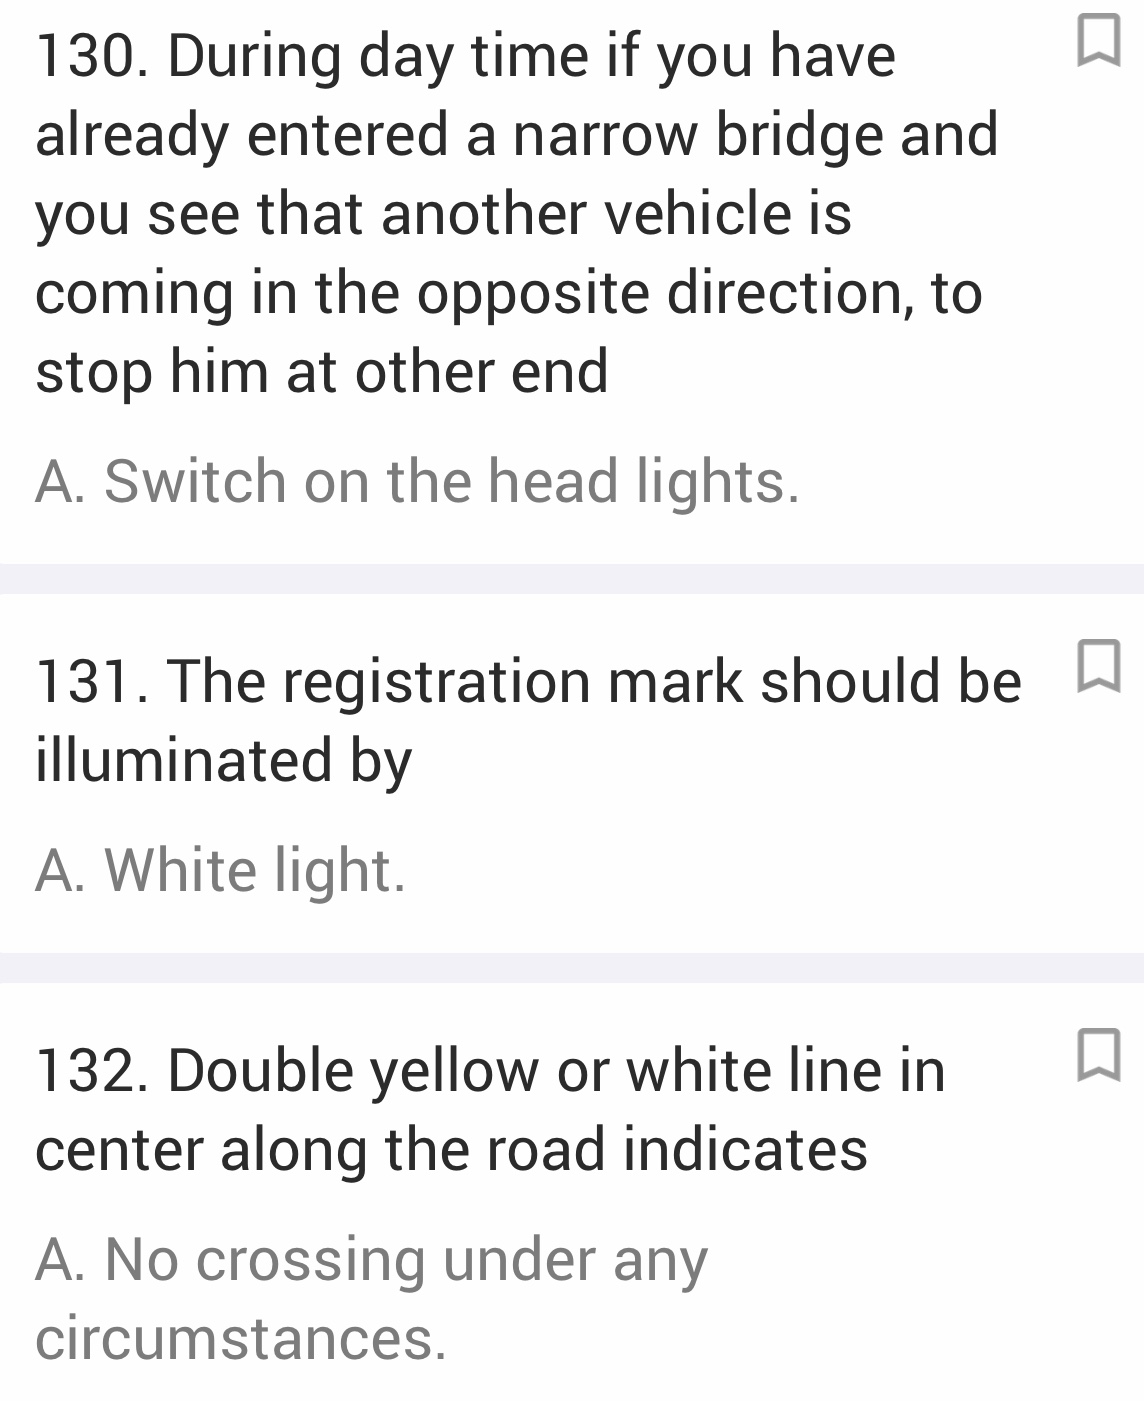 130. During day time if you have
already entered a narrow bridge and
you see that another vehicle is
coming in the opposite direction, to
stop him at other end
A. Switch on the head lights.
131. The registration mark should be
illuminated by
A. White light.
132. Double yellow or white line in
center along the road indicates
A. No crossing under any
circumstances.